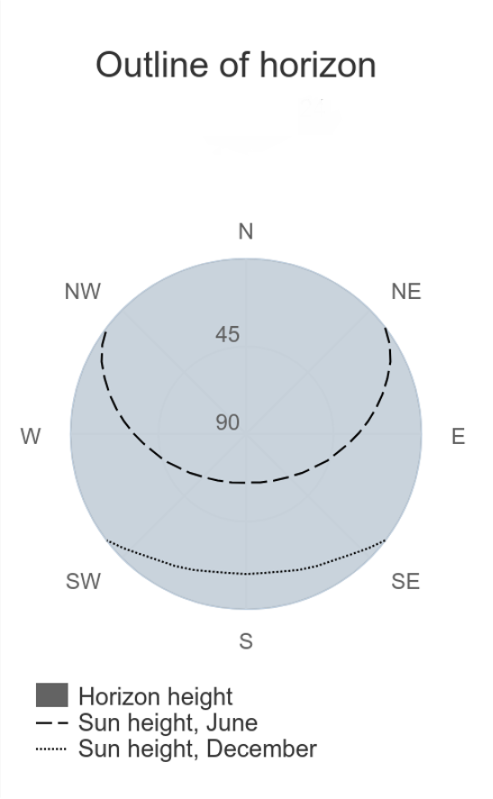 Outline of horizon
N
NW
NE
45
90
W
E
SW
SE
S
Horizon height
Sun height, June
Sun height, December